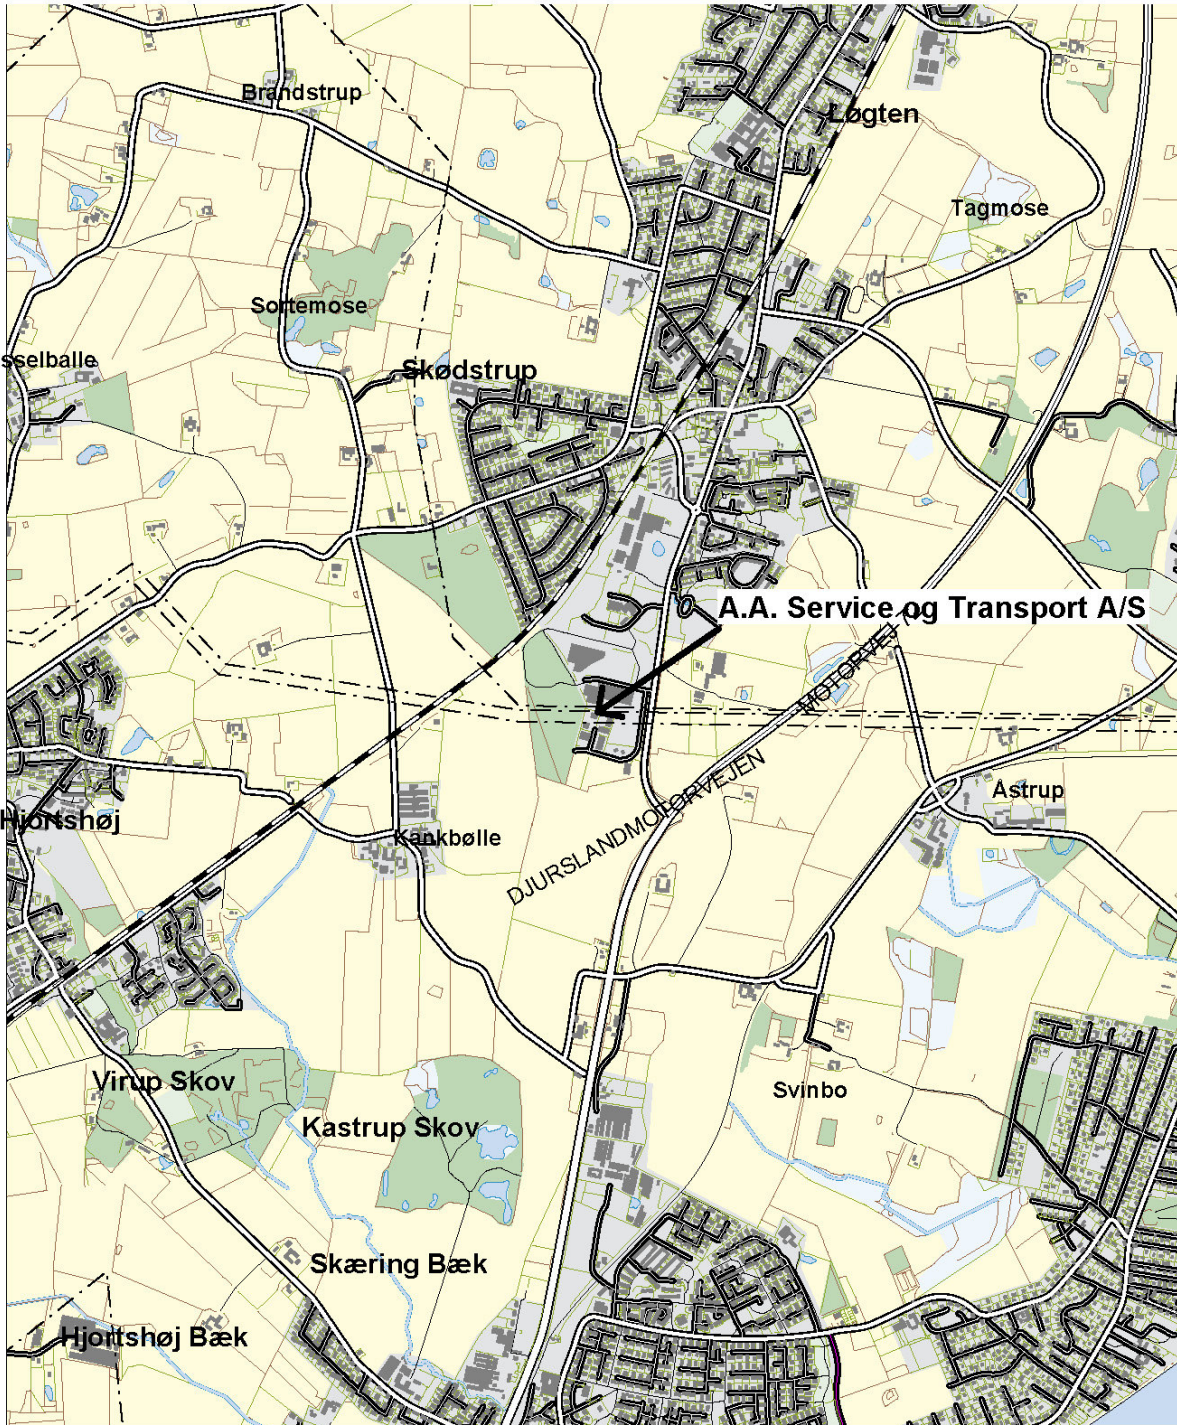 Brandstrup
Løgten
Tagmose
Sortemose
sselballe
Skødstrup
A.A. Service og Transport A/S
MOTORVEJ
DJURSLANDMOTORVEJEN
Åstrup
Hjortshøj
Kankbølle
Virup Skov
Svinbo
Kastrup Skov
Skæring Bæk
Hjortshøj Bæk